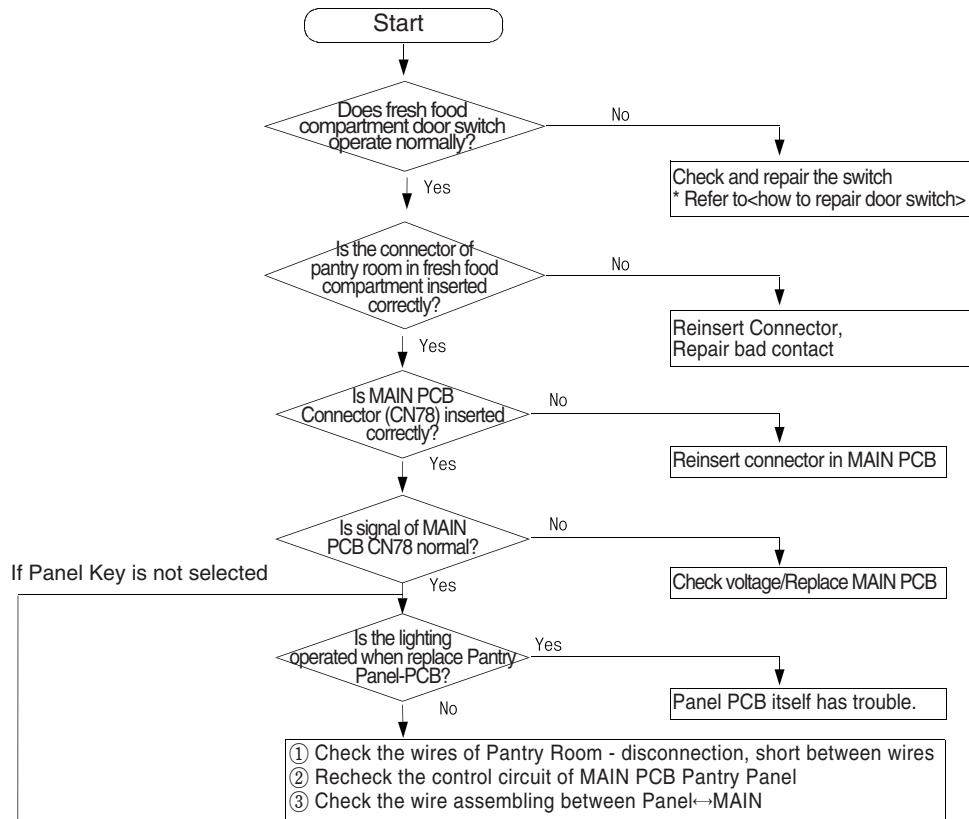 Start
Does fresh food
compartment door switch
operate normally?
No
Check and repair the switch
* Refer to<how to repair door switch>
Yes
Is the connector of
pantry room in fresh food
compartment inserted
correctly?
No
Reinsert Connector,
Repair bad contact
Yes
Is MAIN PCB
Connector (CN78) inserted
correctly?
No
Reinsert connector in MAIN PCB
Yes
Is signal of MAIN
PCB CN78 normal?
No
Check voltage/Replace MAIN PCB
If Panel Key is not selected
Yes
Is the lighting
operated when replace Pantry
Panel-PCB?
Yes
Panel PCB itself has trouble.
No
① Check the wires of Pantry Room - disconnection, short between wires
② Recheck the control circuit of MAIN PCB Pantry Panel
③ Check the wire assembling between Panel↔MAIN